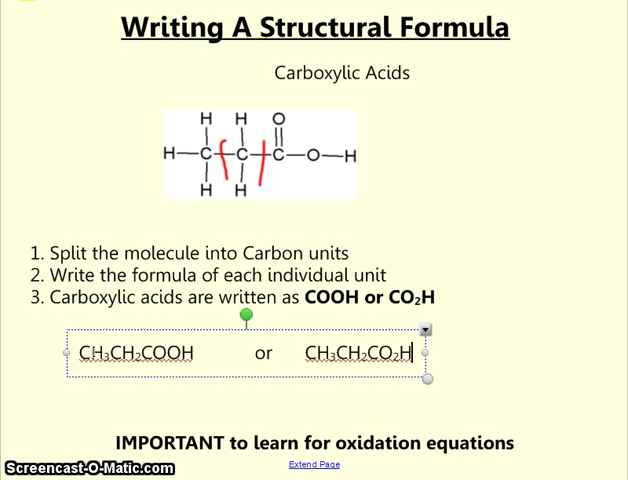 Writing A Structural Formula
Carboxylic Acids
H H O
H—C—C—C—O—H
H H
1. Split the molecule into Carbon units
2. Write the formula of each individual unit
3. Carboxylic acids are written as COOH or CO₂H
CH₃CH₂COOH or CH₃CH₂CO₂H
IMPORTANT to learn for oxidation equations
Extend Page
Screencast-O-Matic.com